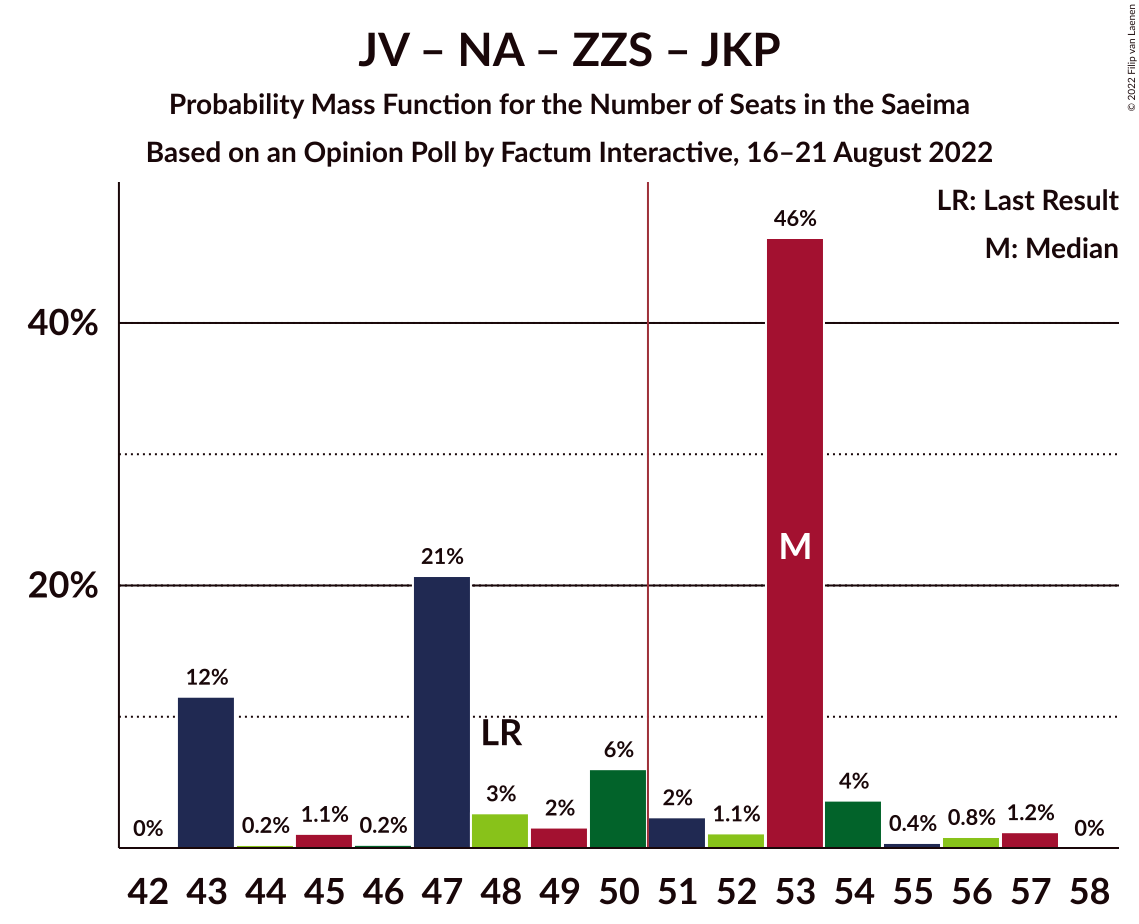 JV – NA – ZZS – JKP
Probability Mass Function for the Number of Seats in the Saeima
Based on an Opinion Poll by Factum Interactive, 16–21 August 2022
© 2022 Filip van Laenen
LR: Last Result
M: Median
40%
20%
0%
12%
0.2%
1.1%
0.2%
21%
3%
2%
6%
2%
1.1%
46%
4%
0.4%
0.8%
1.2%
0%
LR
M
42 43 44 45 46 47 48 49 50 51 52 53 54 55 56 57 58